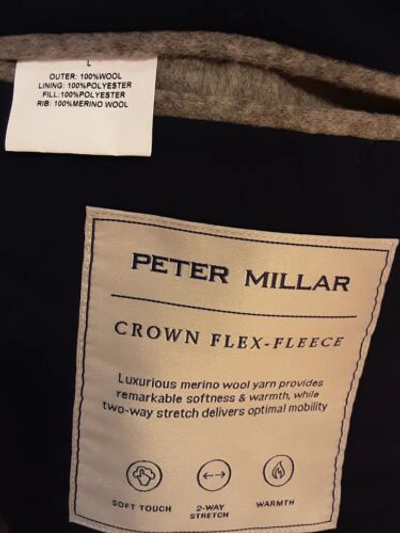 L
OUTER: 100%WOOL
LINING: 100%POLYESTER
FILL:100%POLYESTER
RIB: 100%MERINO WOOL
PETER MILLAR
CROWN FLEX-FLEECE
Luxurious merino wool yarn provides
remarkable softness & warmth, while
two-way stretch delivers optimal mobility
SOFT TOUCH
2-WAY
STRETCH
WARMTH